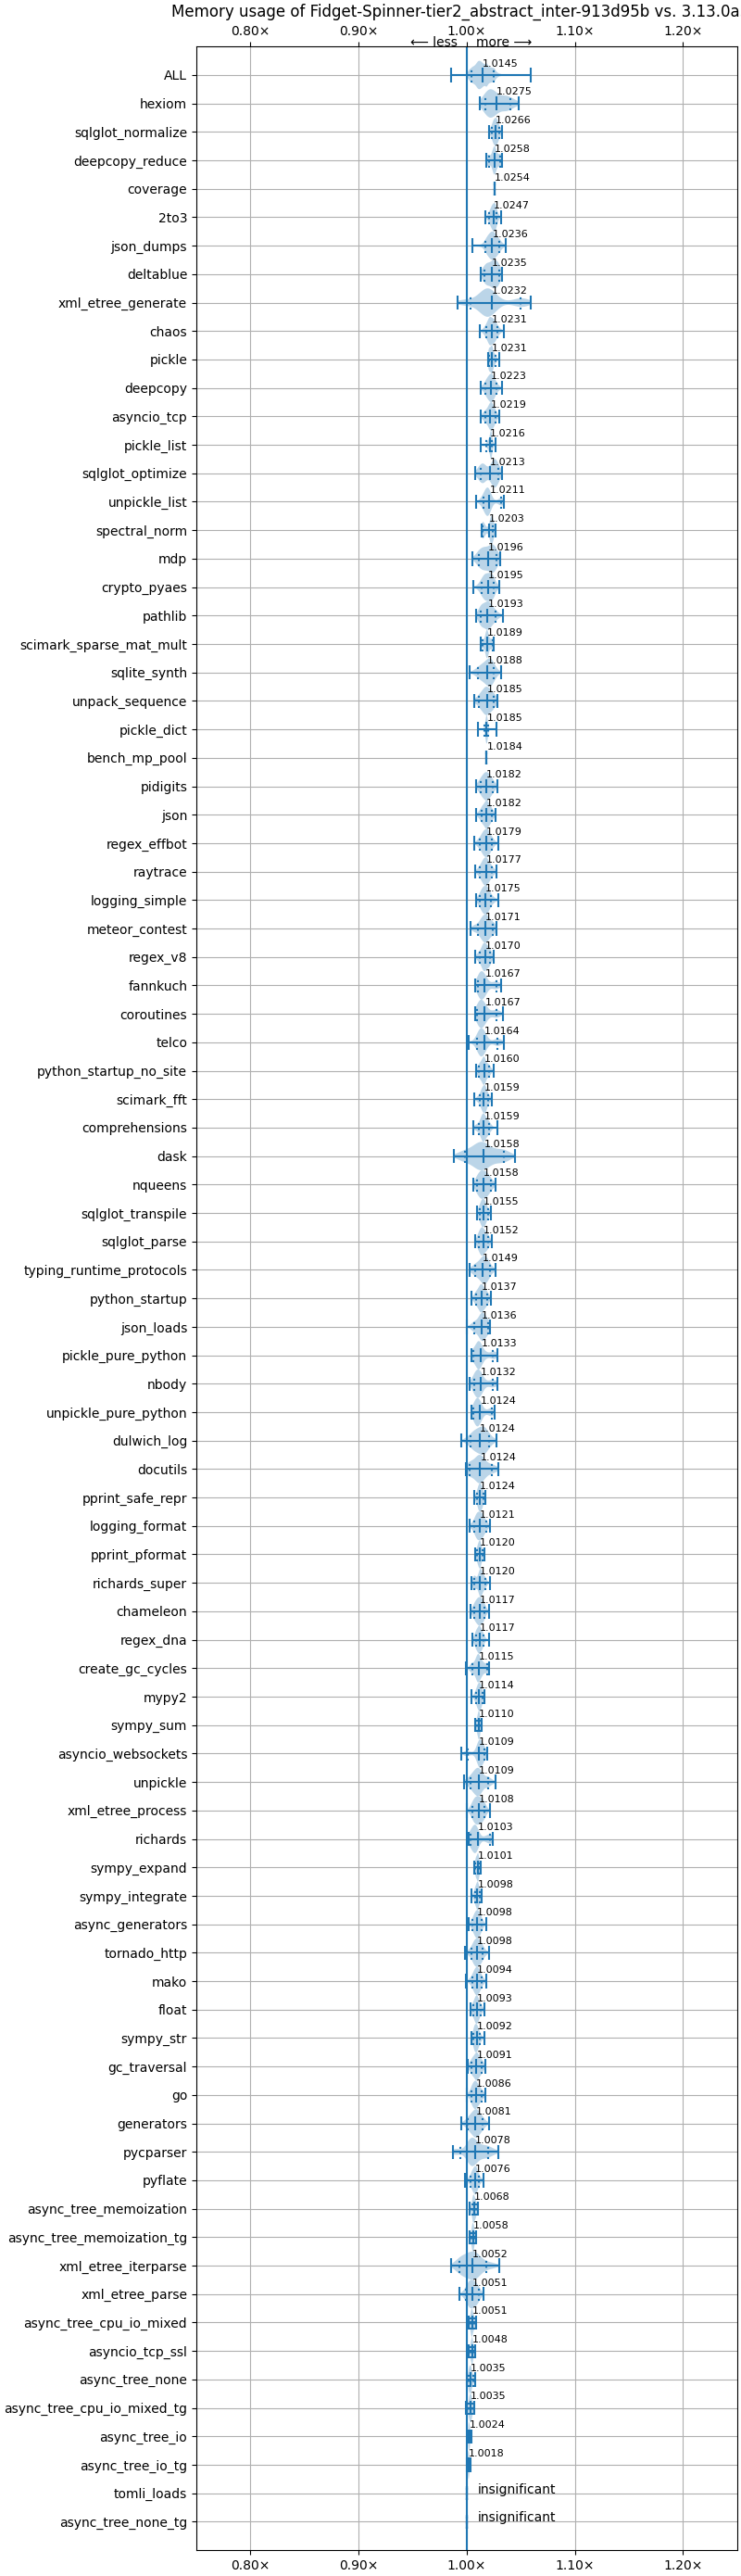 Memory usage of Fidget-Spinner-tier2_abstract_inter-913d95b vs. 3.13.0a
0.80× 0.90× 1.00× 1.10× 1.20×
⟵ less more ⟶
ALL 1.0145
hexiom 1.0275
sqlglot_normalize 1.0266
deepcopy_reduce 1.0258
coverage 1.0254
2to3 1.0247
json_dumps 1.0236
deltablue 1.0235
xml_etree_generate 1.0232
chaos 1.0231
pickle 1.0231
deepcopy 1.0223
asyncio_tcp 1.0219
pickle_list 1.0216
sqlglot_optimize 1.0213
unpickle_list 1.0211
spectral_norm 1.0203
mdp 1.0196
crypto_pyaes 1.0195
pathlib 1.0193
scimark_sparse_mat_mult 1.0189
sqlite_synth 1.0188
unpack_sequence 1.0185
pickle_dict 1.0185
bench_mp_pool 1.0184
pidigits 1.0182
json 1.0182
regex_effbot 1.0179
raytrace 1.0177
logging_simple 1.0175
meteor_contest 1.0171
regex_v8 1.0170
fannkuch 1.0167
coroutines 1.0167
telco 1.0164
python_startup_no_site 1.0160
scimark_fft 1.0159
comprehensions 1.0159
dask 1.0158
nqueens 1.0158
sqlglot_transpile 1.0155
sqlglot_parse 1.0152
typing_runtime_protocols 1.0149
python_startup 1.0137
json_loads 1.0136
pickle_pure_python 1.0133
nbody 1.0132
unpickle_pure_python 1.0124
dulwich_log 1.0124
docutils 1.0124
pprint_safe_repr 1.0124
logging_format 1.0121
pprint_pformat 1.0120
richards_super 1.0120
chameleon 1.0117
regex_dna 1.0117
create_gc_cycles 1.0115
mypy2 1.0114
sympy_sum 1.0110
asyncio_websockets 1.0109
unpickle 1.0109
xml_etree_process 1.0108
richards 1.0103
sympy_expand 1.0101
sympy_integrate 1.0098
async_generators 1.0098
tornado_http 1.0098
mako 1.0094
float 1.0093
sympy_str 1.0092
gc_traversal 1.0091
go 1.0086
generators 1.0081
pycparser 1.0078
pyflate 1.0076
async_tree_memoization 1.0068
async_tree_memoization_tg 1.0058
xml_etree_iterparse 1.0052
xml_etree_parse 1.0051
async_tree_cpu_io_mixed 1.0051
asyncio_tcp_ssl 1.0048
async_tree_none 1.0035
async_tree_cpu_io_mixed_tg 1.0035
async_tree_io 1.0024
async_tree_io_tg 1.0018
tomli_loads insignificant
async_tree_none_tg insignificant
0.80× 0.90× 1.00× 1.10× 1.20×